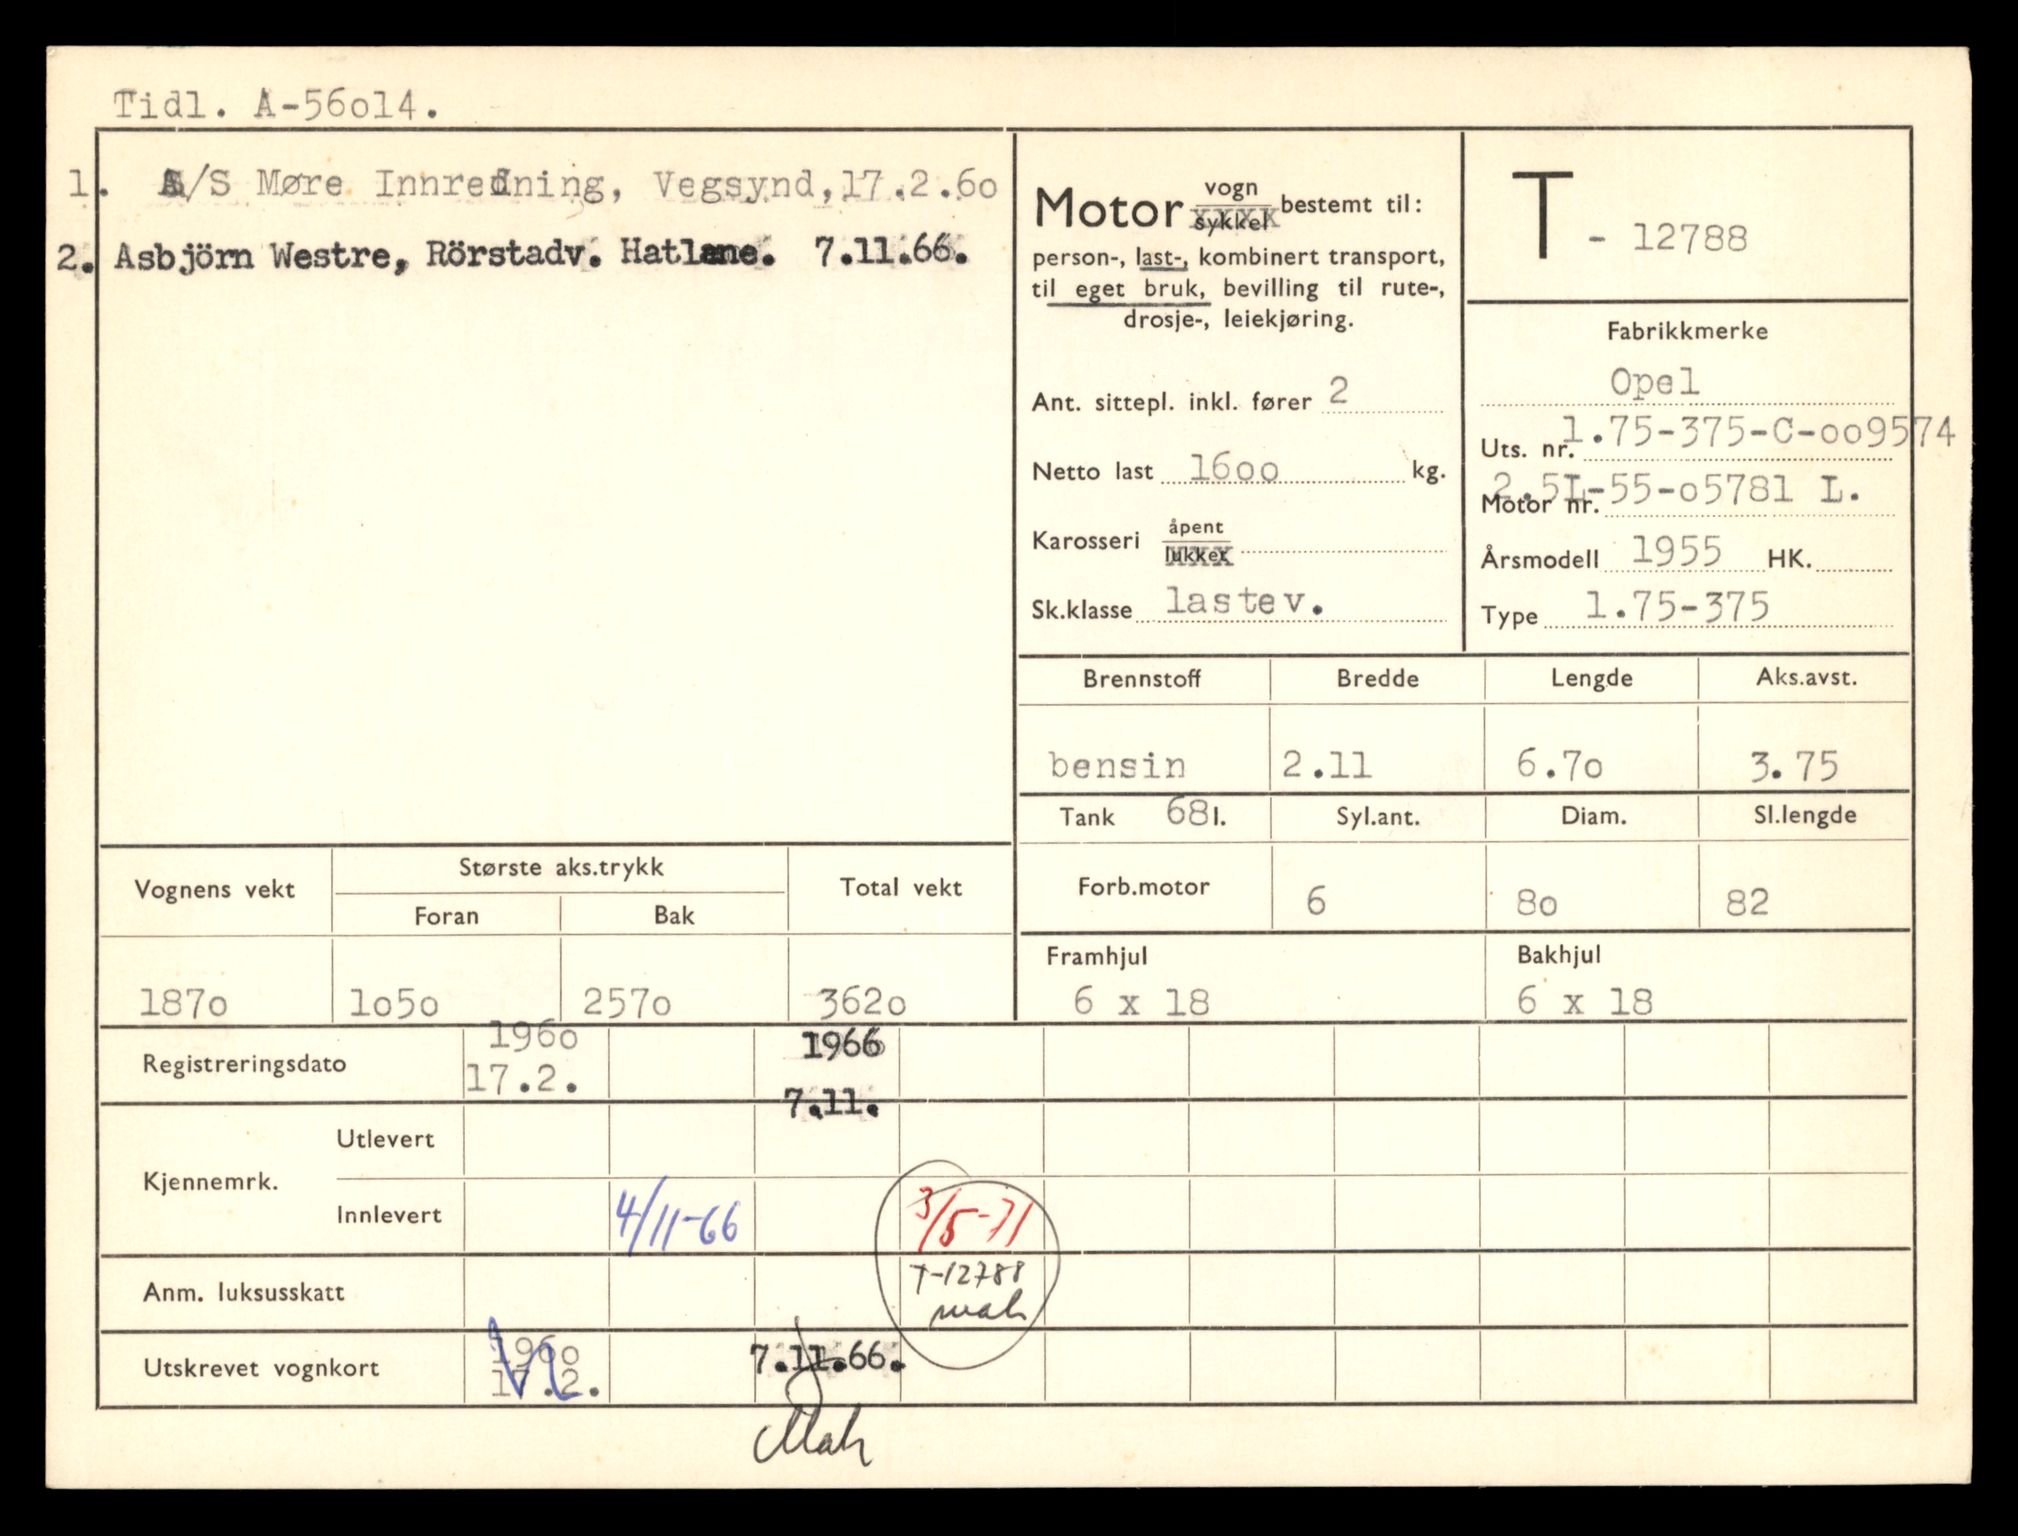 Tidl. A-56o14.
1. A/S Møre Innredning, Vegsynd, 17.2.6o
2. Asbjörn Westre, Rörstadv. Hatlane. 7.11.66.
Motor vogn / sykkel bestemt til:
person-, last-, kombinert transport,
til eget bruk, bevilling til rute-,
drosje-, leiekjøring.
Ant. sittepl. inkl. fører 2
Netto last 16oo kg.
Karosseri åpent / lukket
Sk.klasse lastev.
T - 12788
Fabrikkmerke
Opel
Uts. nr. 1.75-375-C-oo9574
Motor nr. 2.5L-55-o5781 L.
Årsmodell 1955 HK.
Type 1.75-375
Brennstoff Bredde Lengde Aks.avst.
bensin 2.11 6.7o 3.75
Tank 68 l. Syl.ant. Diam. Sl.lengde
Forb.motor 6 8o 82
Framhjul Bakhjul
6 x 18 6 x 18
Vognens vekt Største aks.trykk Total vekt
Foran Bak
187o 1o5o 257o 362o
1960 1966
Registreringsdato 17.2. 7.11.
Kjennemrk. Utlevert
Innlevert 4/11-66 3/5-71
T-12788
Anm. luksusskatt mah
Utskrevet vognkort 196o 17.2. 7.11.66.
Mah